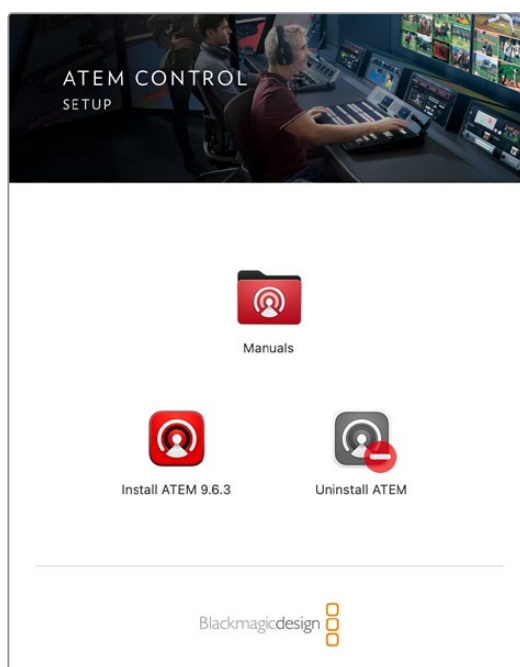 ATEM CONTROL
SETUP
Manuals
Install ATEM 9.6.3
Uninstall ATEM
Blackmagicdesign